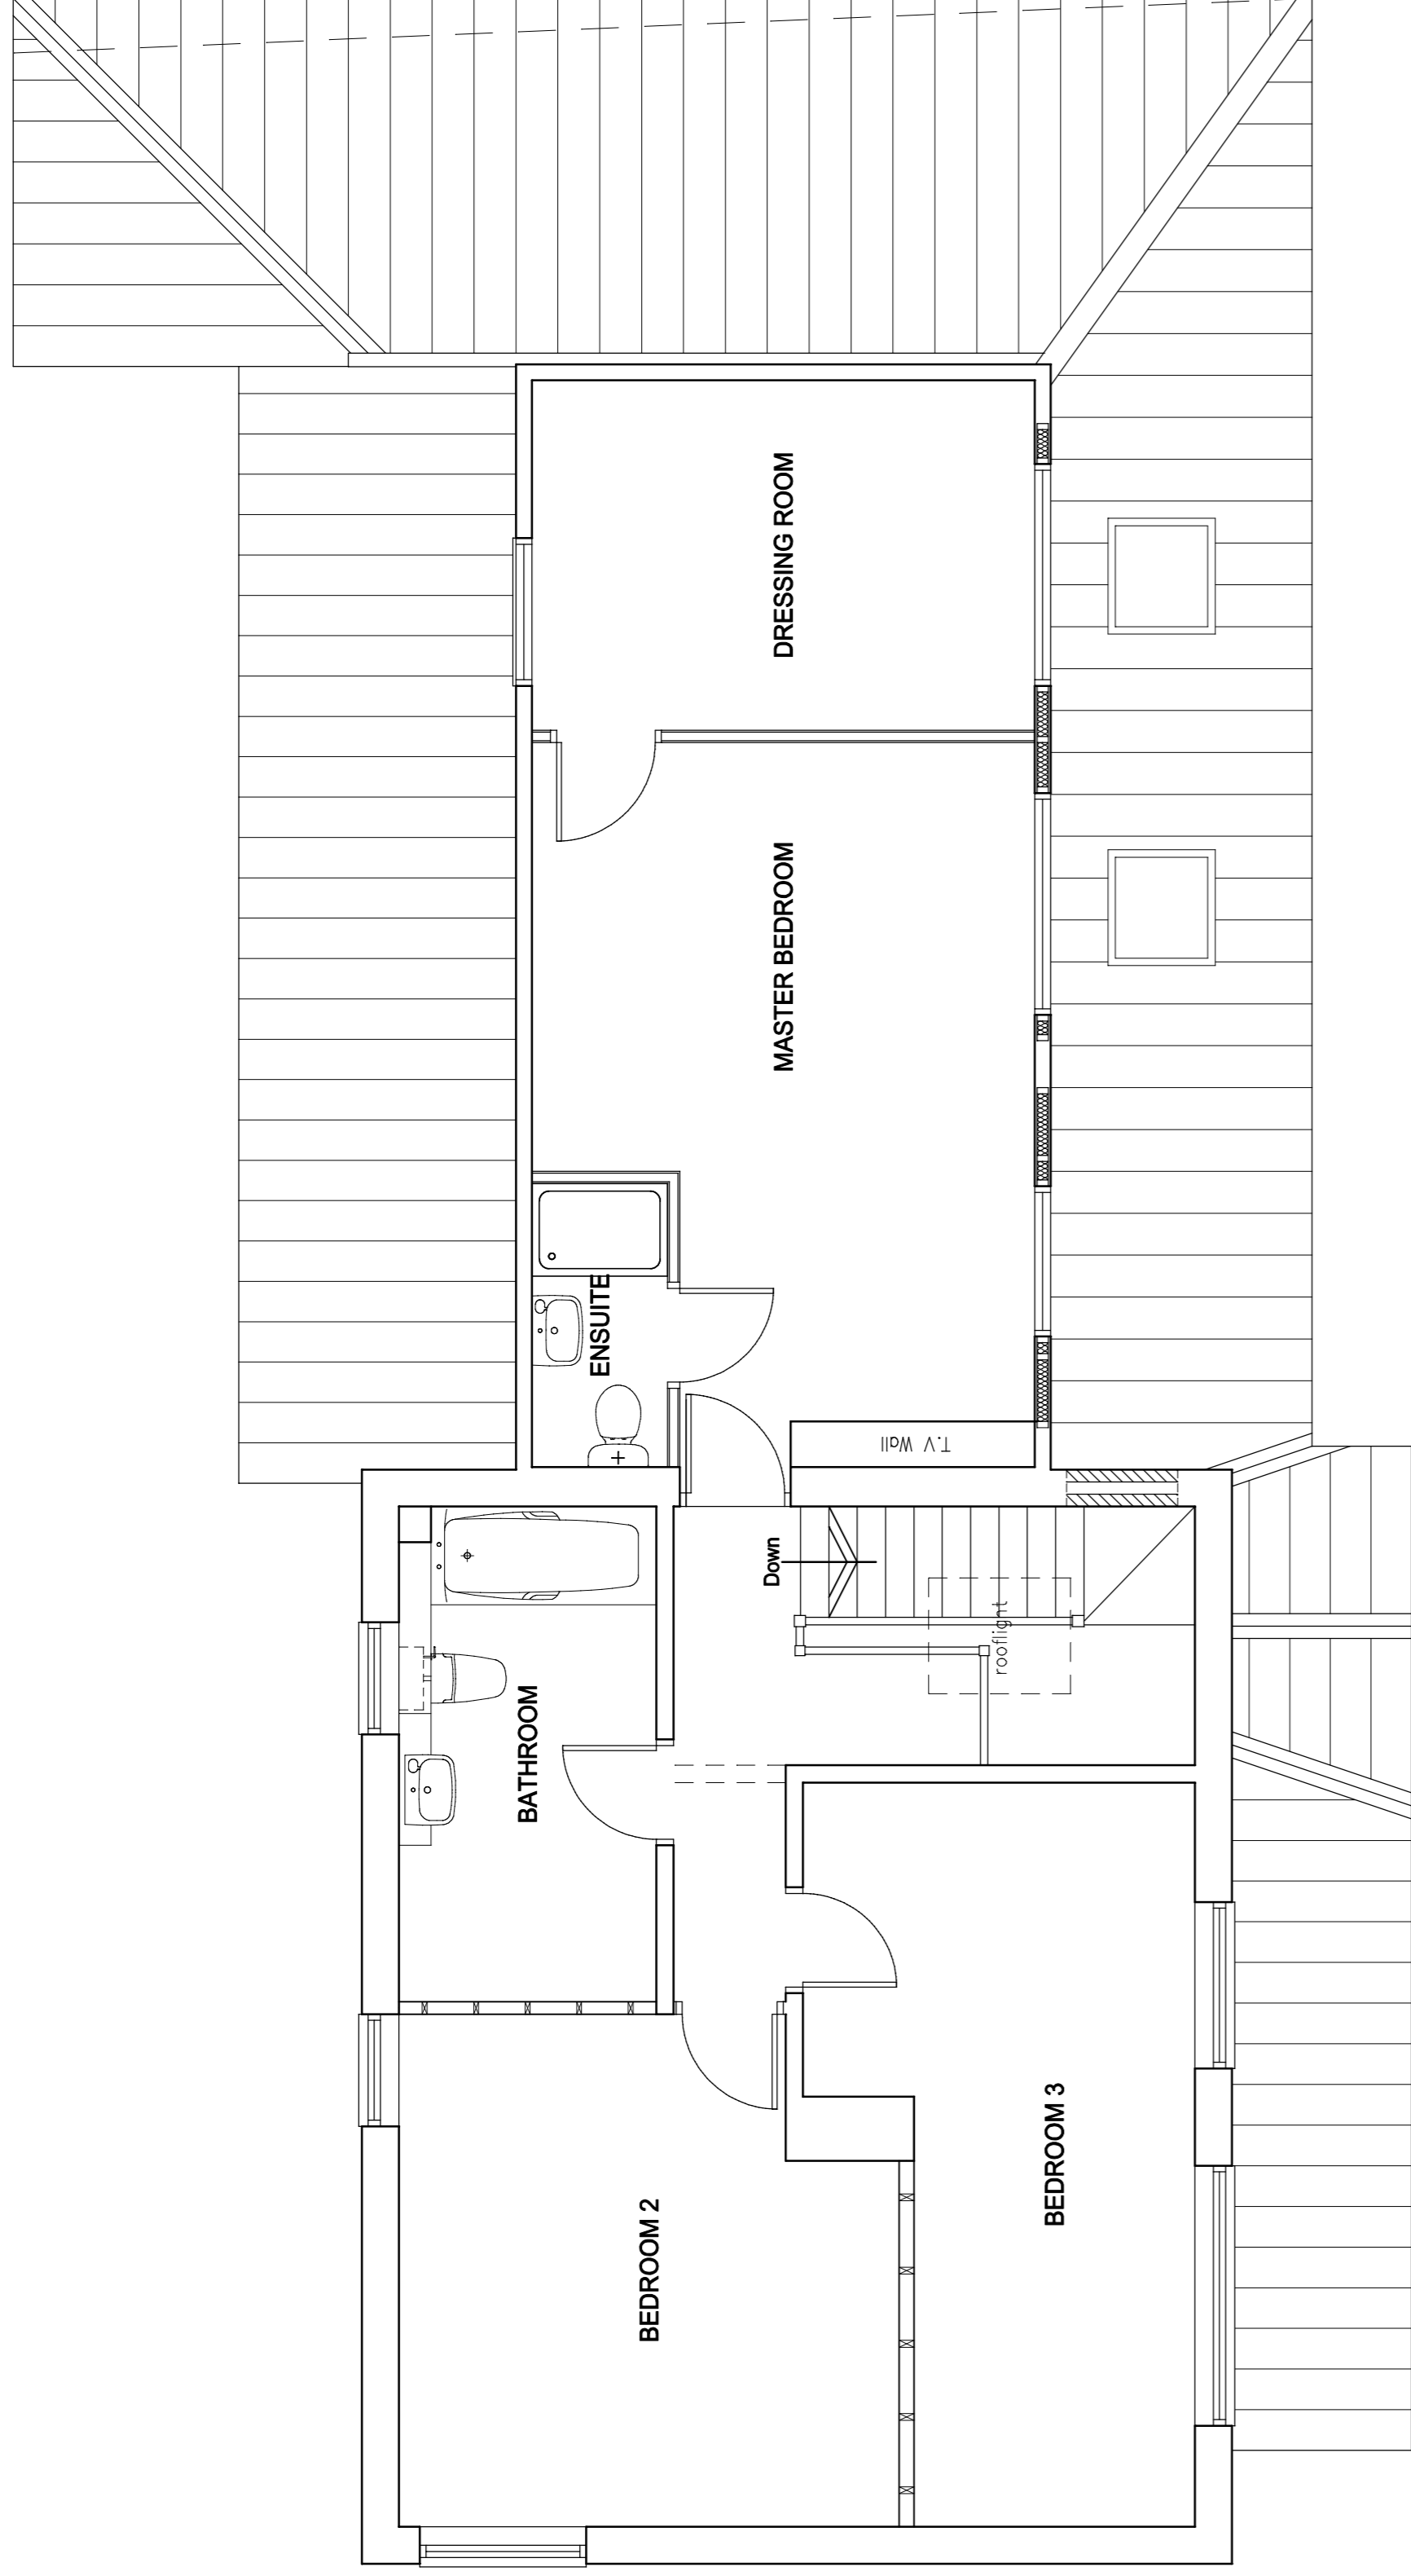 DRESSING ROOM
MASTER BEDROOM
ENSUITE
T.V Wall
Down
rooflight
BATHROOM
BEDROOM 3
BEDROOM 2